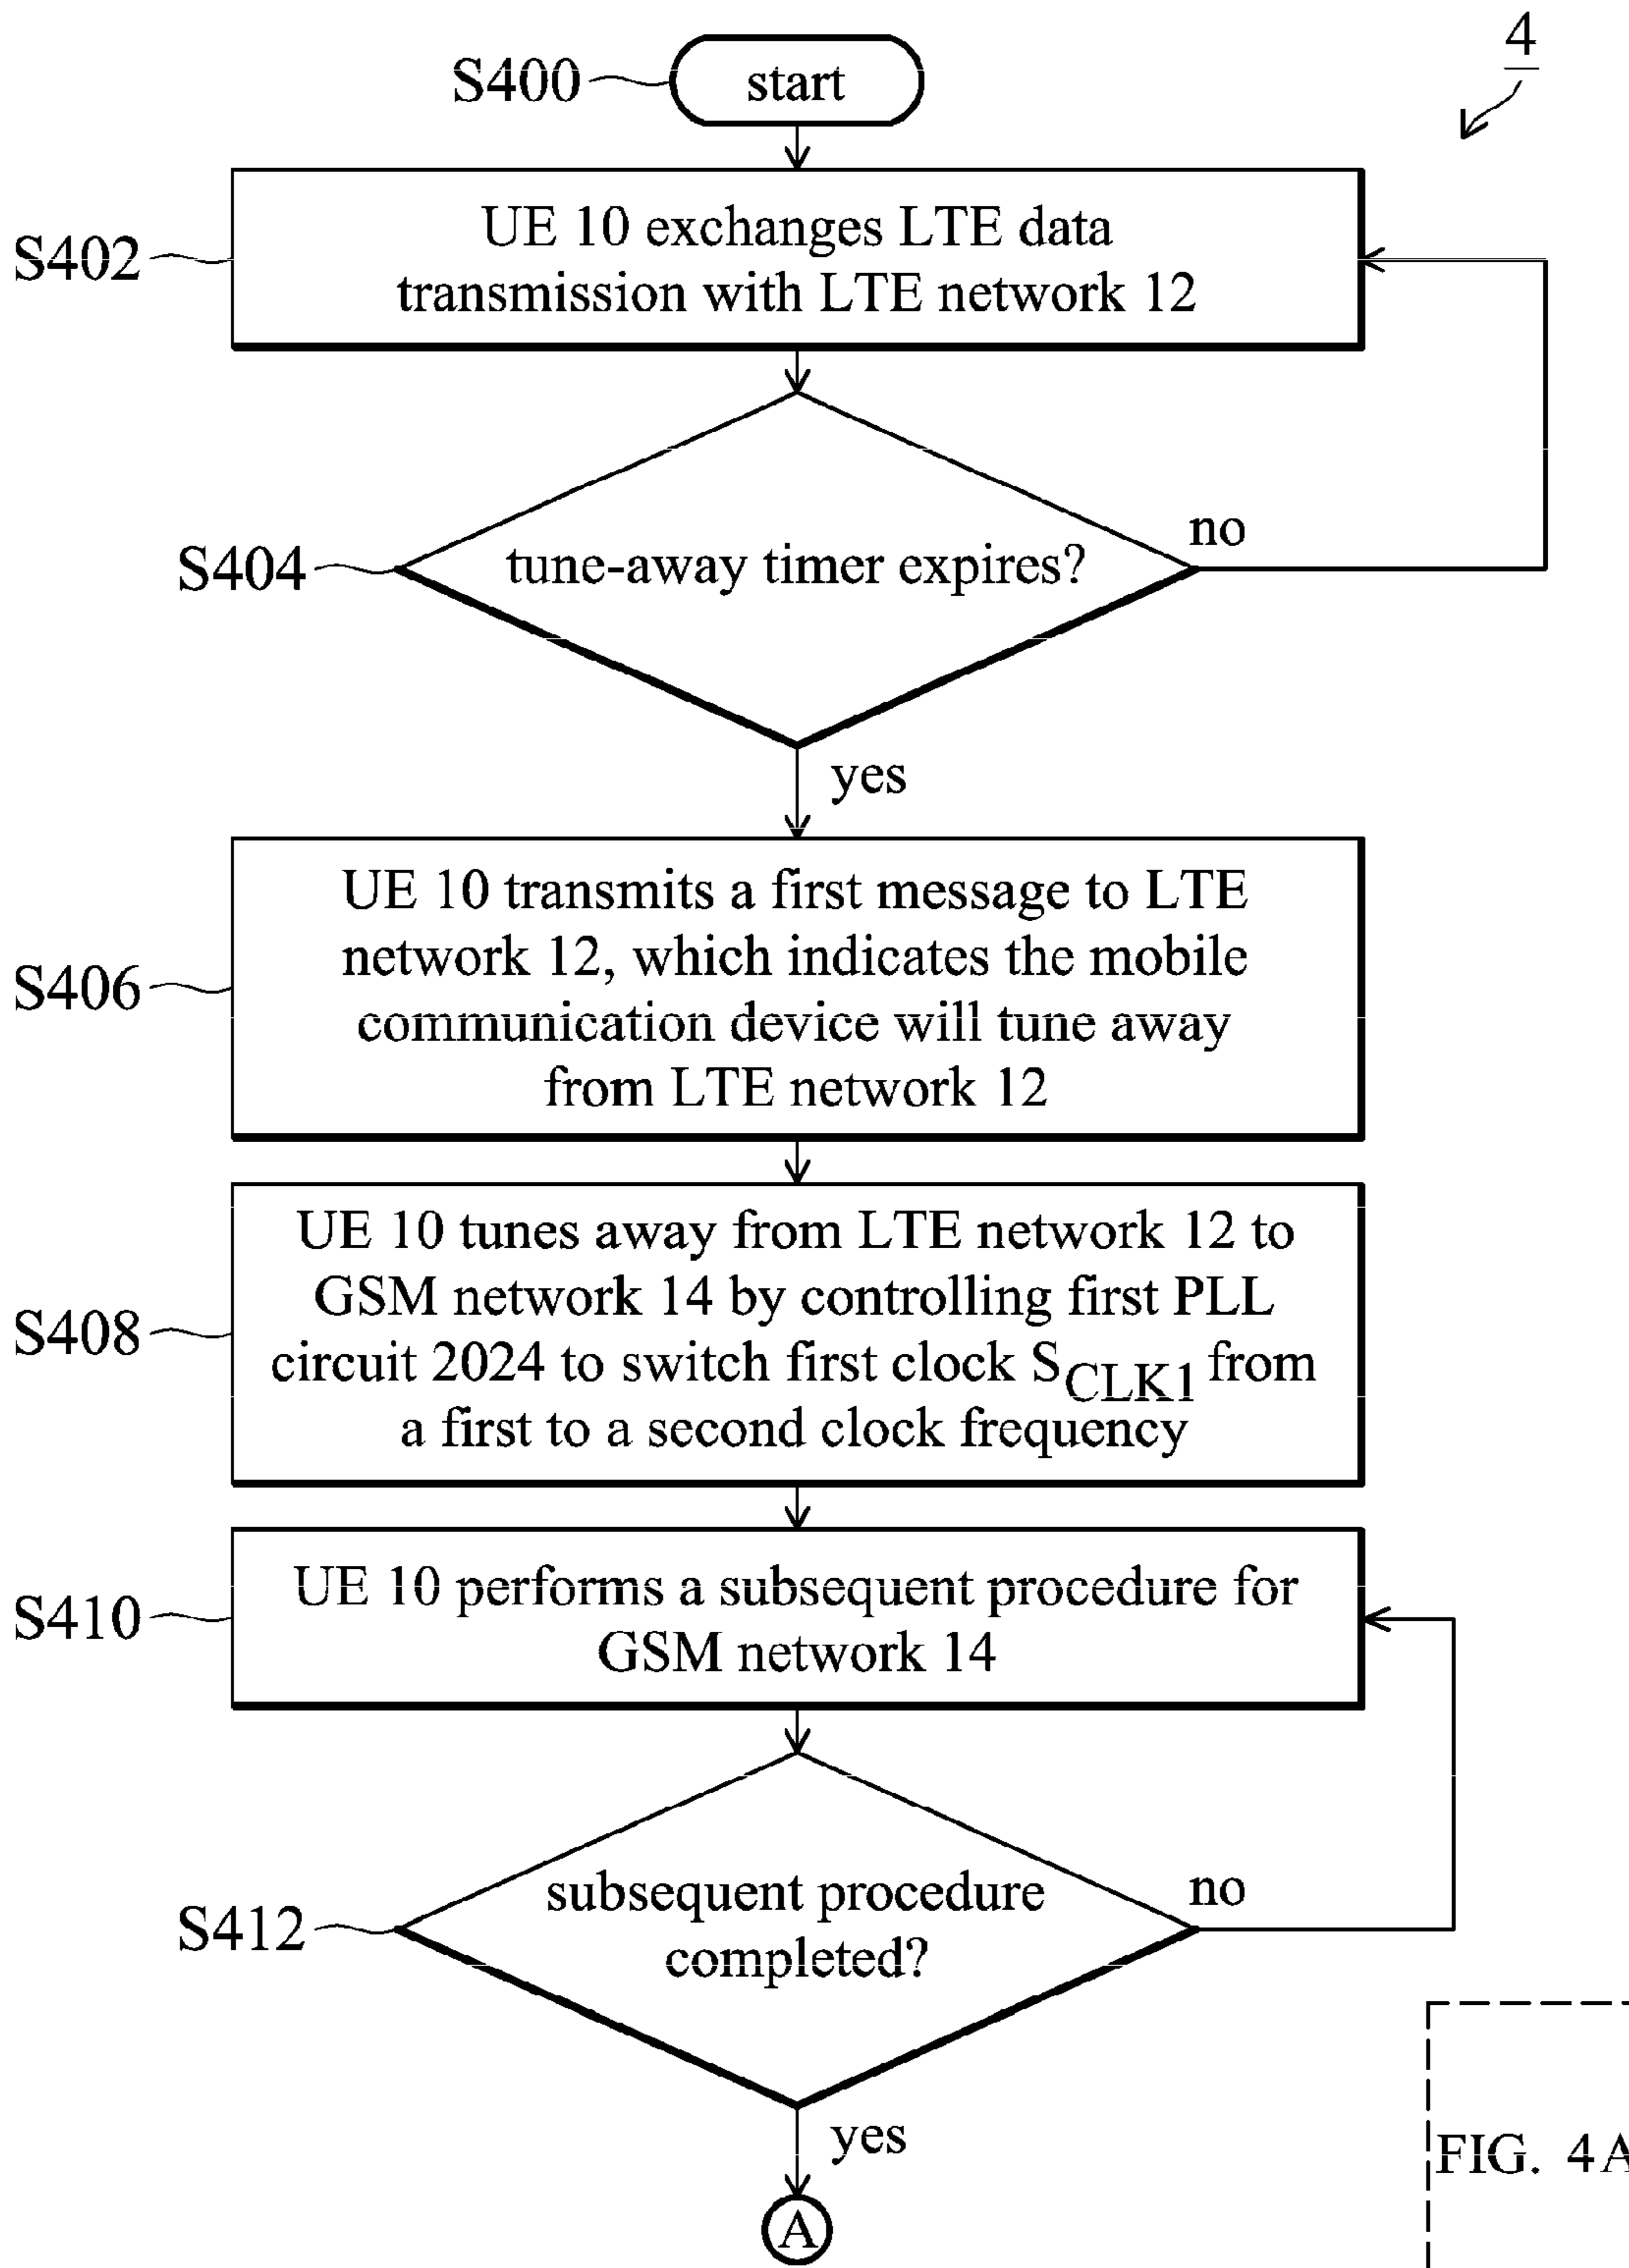 4
S400
start
S402
UE 10 exchanges LTE data
transmission with LTE network 12
S404
tune-away timer expires?
no
yes
S406
UE 10 transmits a first message to LTE
network 12, which indicates the mobile
communication device will tune away
from LTE network 12
S408
UE 10 tunes away from LTE network 12 to
GSM network 14 by controlling first PLL
circuit 2024 to switch first clock SCLK1 from
a first to a second clock frequency
S410
UE 10 performs a subsequent procedure for
GSM network 14
S412
subsequent procedure
completed?
no
yes
A
FIG. 4A